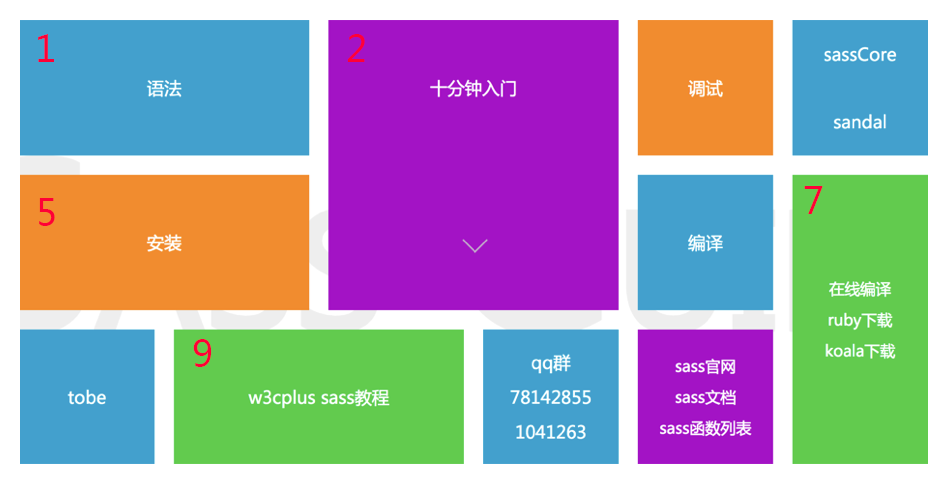 1
语法
2
十分钟入门
调试
sassCore
sandal
5
安装
编译
7
在线编译
ruby下载
koala下载
tobe
9
w3cplus sass教程
qq群
78142855
1041263
sass官网
sass文档
sass函数列表